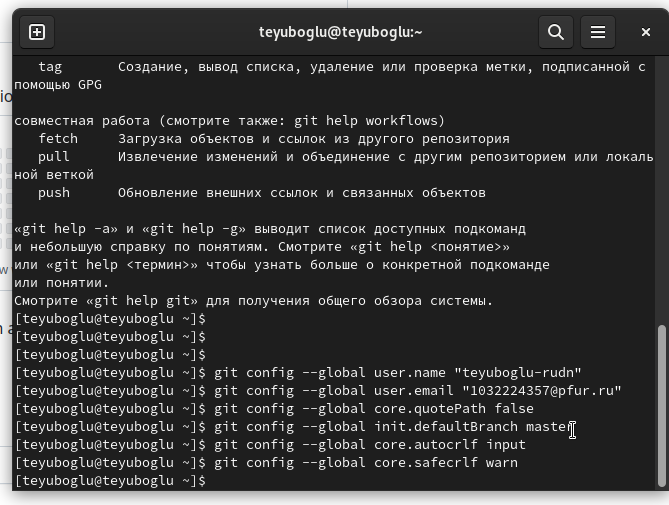 teyuboglu@teyuboglu:~
tag Создание, вывод списка, удаление или проверка метки, подписанной с
помощью GPG
совместная работа (смотрите также: git help workflows)
fetch Загрузка объектов и ссылок из другого репозитория
pull Извлечение изменений и объединение с другим репозиторием или локаль
ной веткой
push Обновление внешних ссылок и связанных объектов
«git help -a» и «git help -g» выводит список доступных подкоманд
и небольшую справку по понятиям. Смотрите «git help <понятие>»
или «git help <термин>» чтобы узнать больше о конкретной подкоманде
или понятии.
Смотрите «git help git» для получения общего обзора системы.
[teyuboglu@teyuboglu ~]$
[teyuboglu@teyuboglu ~]$
[teyuboglu@teyuboglu ~]$
[teyuboglu@teyuboglu ~]$ git config --global user.name "teyuboglu-rudn"
[teyuboglu@teyuboglu ~]$ git config --global user.email "1032224357@pfur.ru"
[teyuboglu@teyuboglu ~]$ git config --global core.quotePath false
[teyuboglu@teyuboglu ~]$ git config --global init.defaultBranch master
[teyuboglu@teyuboglu ~]$ git config --global core.autocrlf input
[teyuboglu@teyuboglu ~]$ git config --global core.safecrlf warn
[teyuboglu@teyuboglu ~]$